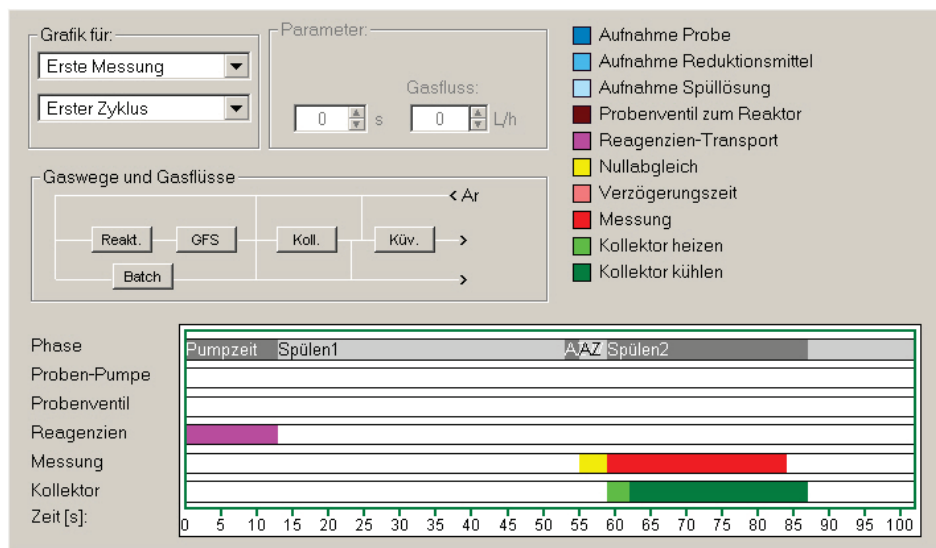 Grafik für:
Erste Messung
Erster Zyklus
Parameter:
Gasfluss:
0 s 0 L/h
Aufnahme Probe
Aufnahme Reduktionsmittel
Aufnahme Spüllösung
Probenventil zum Reaktor
Reagenzien-Transport
Nullabgleich
Verzögerungszeit
Messung
Kollektor heizen
Kollektor kühlen
Gaswege und Gasflüsse
< Ar
Reakt. GFS Koll. Küv. >
Batch >
Phase Pumpzeit Spülen1 AZ Spülen2
Proben-Pumpe
Probenventil
Reagenzien
Messung
Kollektor
Zeit [s]: 0 5 10 15 20 25 30 35 40 45 50 55 60 65 70 75 80 85 90 95 100